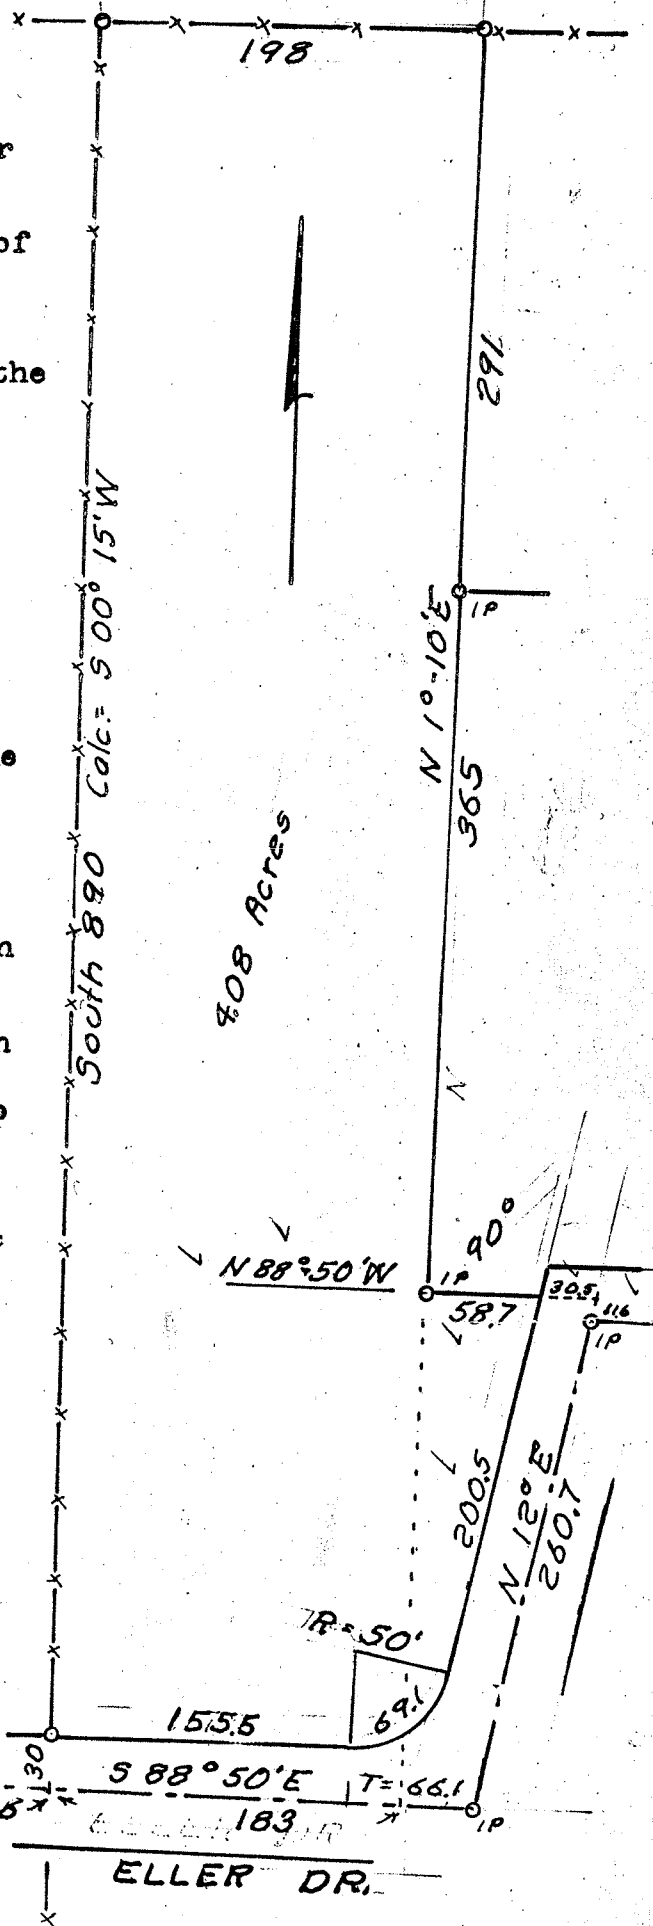 198
of
the
291
South 890 Calc.= S 00° 15' W
N 1°-10' E
IP
365
4.08 Acres
N
N 88° 50' W
IP
90°
58.7
30.5
11.6
IP
200.5
N 12° E
260.7
R = 50'
69.1
155.5
30
S 88° 50' E
T = 66.1
183
IP
ELLER DR.